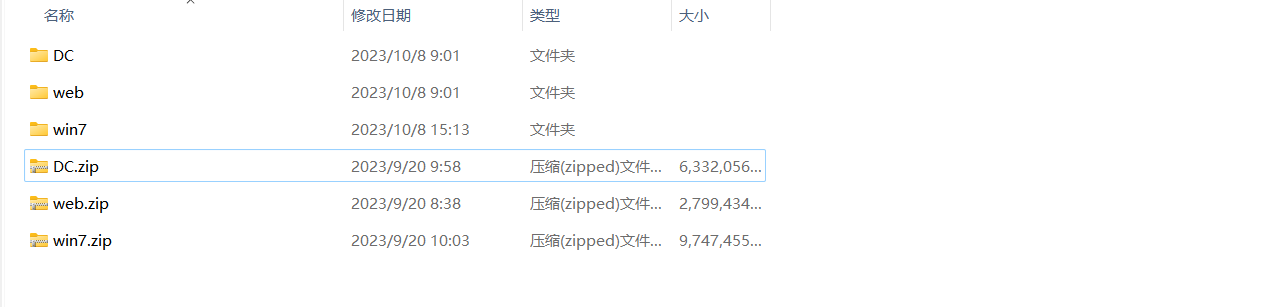 名称 修改日期 类型 大小
DC 2023/10/8 9:01 文件夹
web 2023/10/8 9:01 文件夹
win7 2023/10/8 15:13 文件夹
DC.zip 2023/9/20 9:58 压缩(zipped)文件... 6,332,056...
web.zip 2023/9/20 8:38 压缩(zipped)文件... 2,799,434...
win7.zip 2023/9/20 10:03 压缩(zipped)文件... 9,747,455...